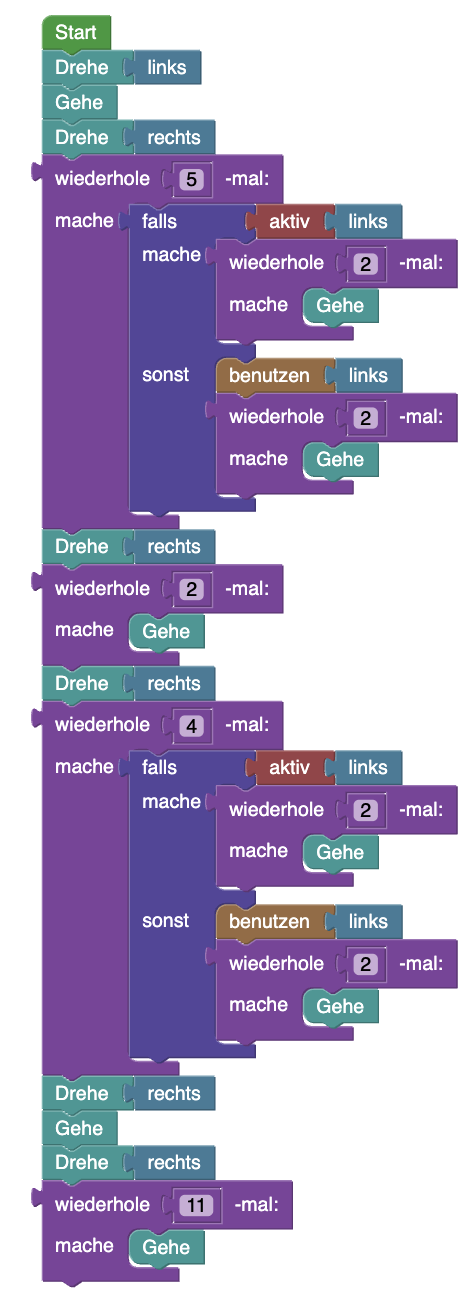 Start
Drehe links
Gehe
Drehe rechts
wiederhole 5 -mal:
mache falls aktiv links
mache wiederhole 2 -mal:
mache Gehe
sonst benutzen links
wiederhole 2 -mal:
mache Gehe
Drehe rechts
wiederhole 2 -mal:
mache Gehe
Drehe rechts
wiederhole 4 -mal:
mache falls aktiv links
mache wiederhole 2 -mal:
mache Gehe
sonst benutzen links
wiederhole 2 -mal:
mache Gehe
Drehe rechts
Gehe
Drehe rechts
wiederhole 11 -mal:
mache Gehe